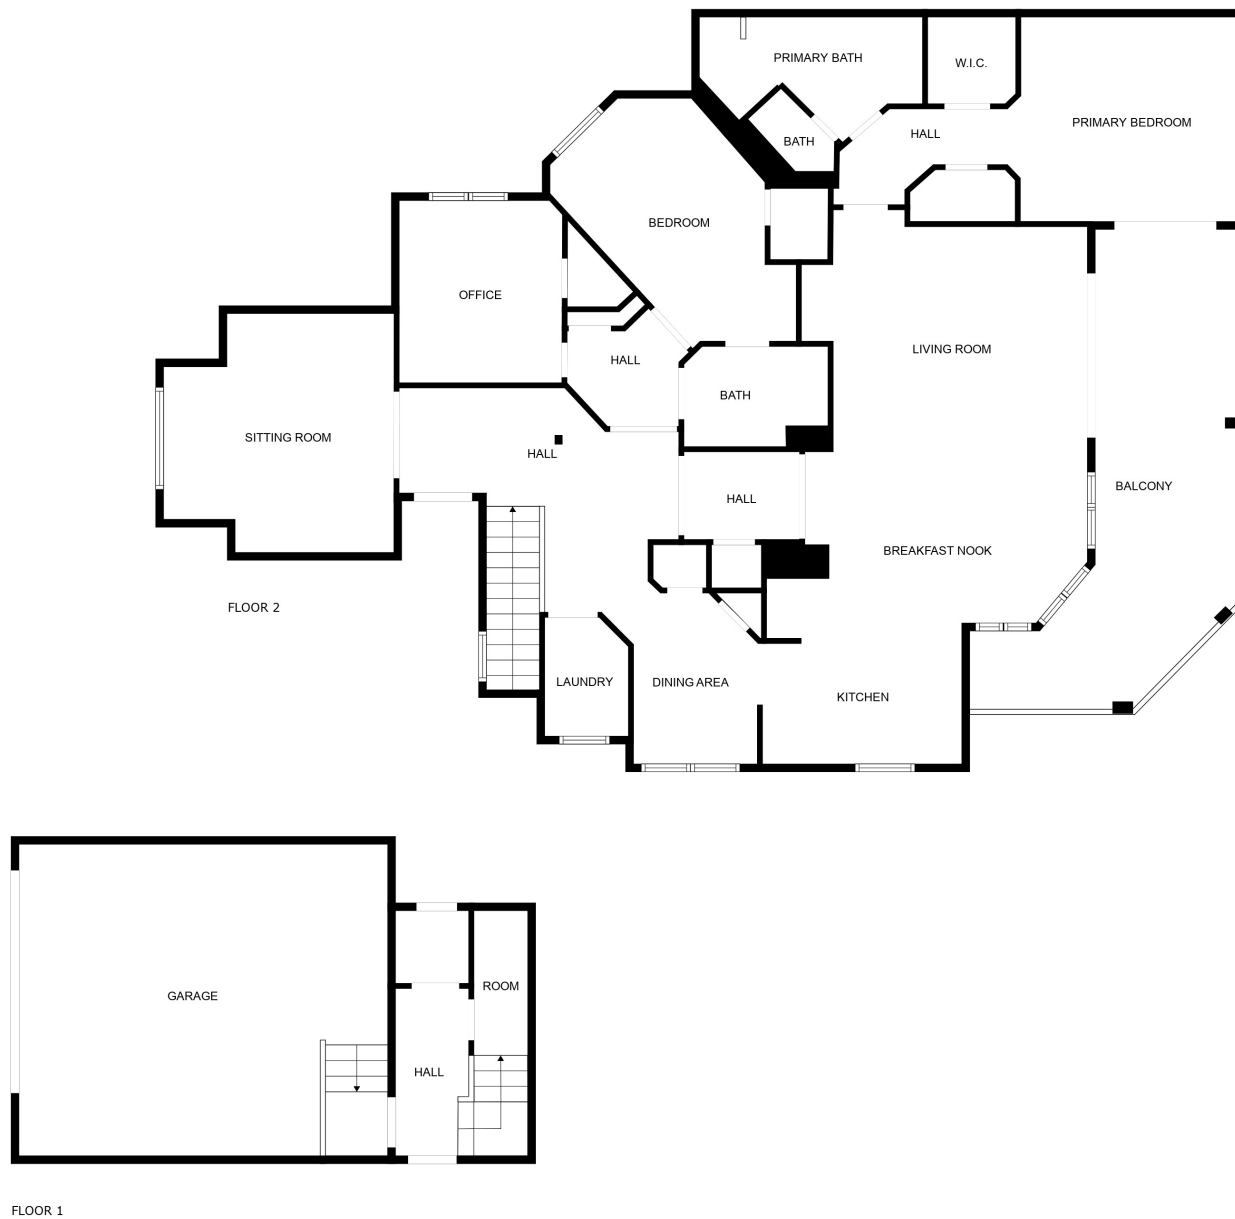 PRIMARY BATH
W.I.C.
PRIMARY BEDROOM
HALL
BATH
BEDROOM
OFFICE
LIVING ROOM
HALL
BATH
SITTING ROOM
HALL
BALCONY
HALL
BREAKFAST NOOK
FLOOR 2
LAUNDRY
DINING AREA
KITCHEN
GARAGE
ROOM
HALL
FLOOR 1